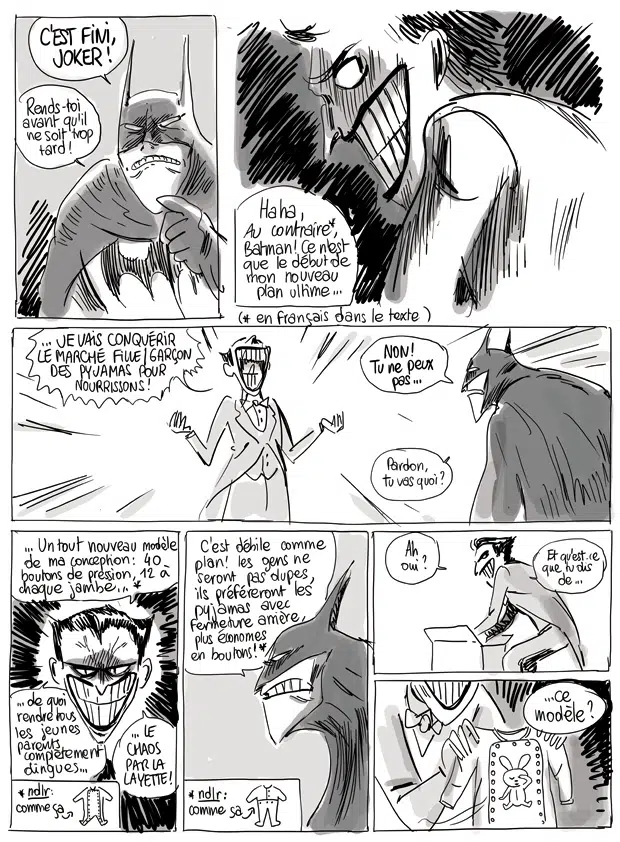 C'EST FINI,
JOKER !
Rends-toi
avant qu'il
ne soit trop
tard !
Haha,
Au contraire*,
Batman ! Ce n'est
que le début de
mon nouveau
plan ultime...
(* en français dans le texte)
... JE VAIS CONQUÉRIR
LE MARCHÉ FILLE/GARÇON
DES PYJAMAS POUR
NOURRISSONS !
NON !
Tu ne peux
pas...
Pardon,
tu vas quoi ?
... Un tout nouveau modèle
de ma conception : 40
boutons de pression, 12 à
chaque jambe...*
... de quoi
rendre tous
les jeunes
parents
complètement
dingues...
... LE
CHAOS
PAR LA
LAYETTE !
* ndlr :
comme ça
C'est débile comme
plan ! les gens ne
seront pas dupes,
ils préféreront les
pyjamas avec
fermeture arrière,
plus économes
en boutons !*
* ndlr :
comme ça
Ah
oui ?
Et qu'est-ce
que tu dis
de...
...ce
modèle ?